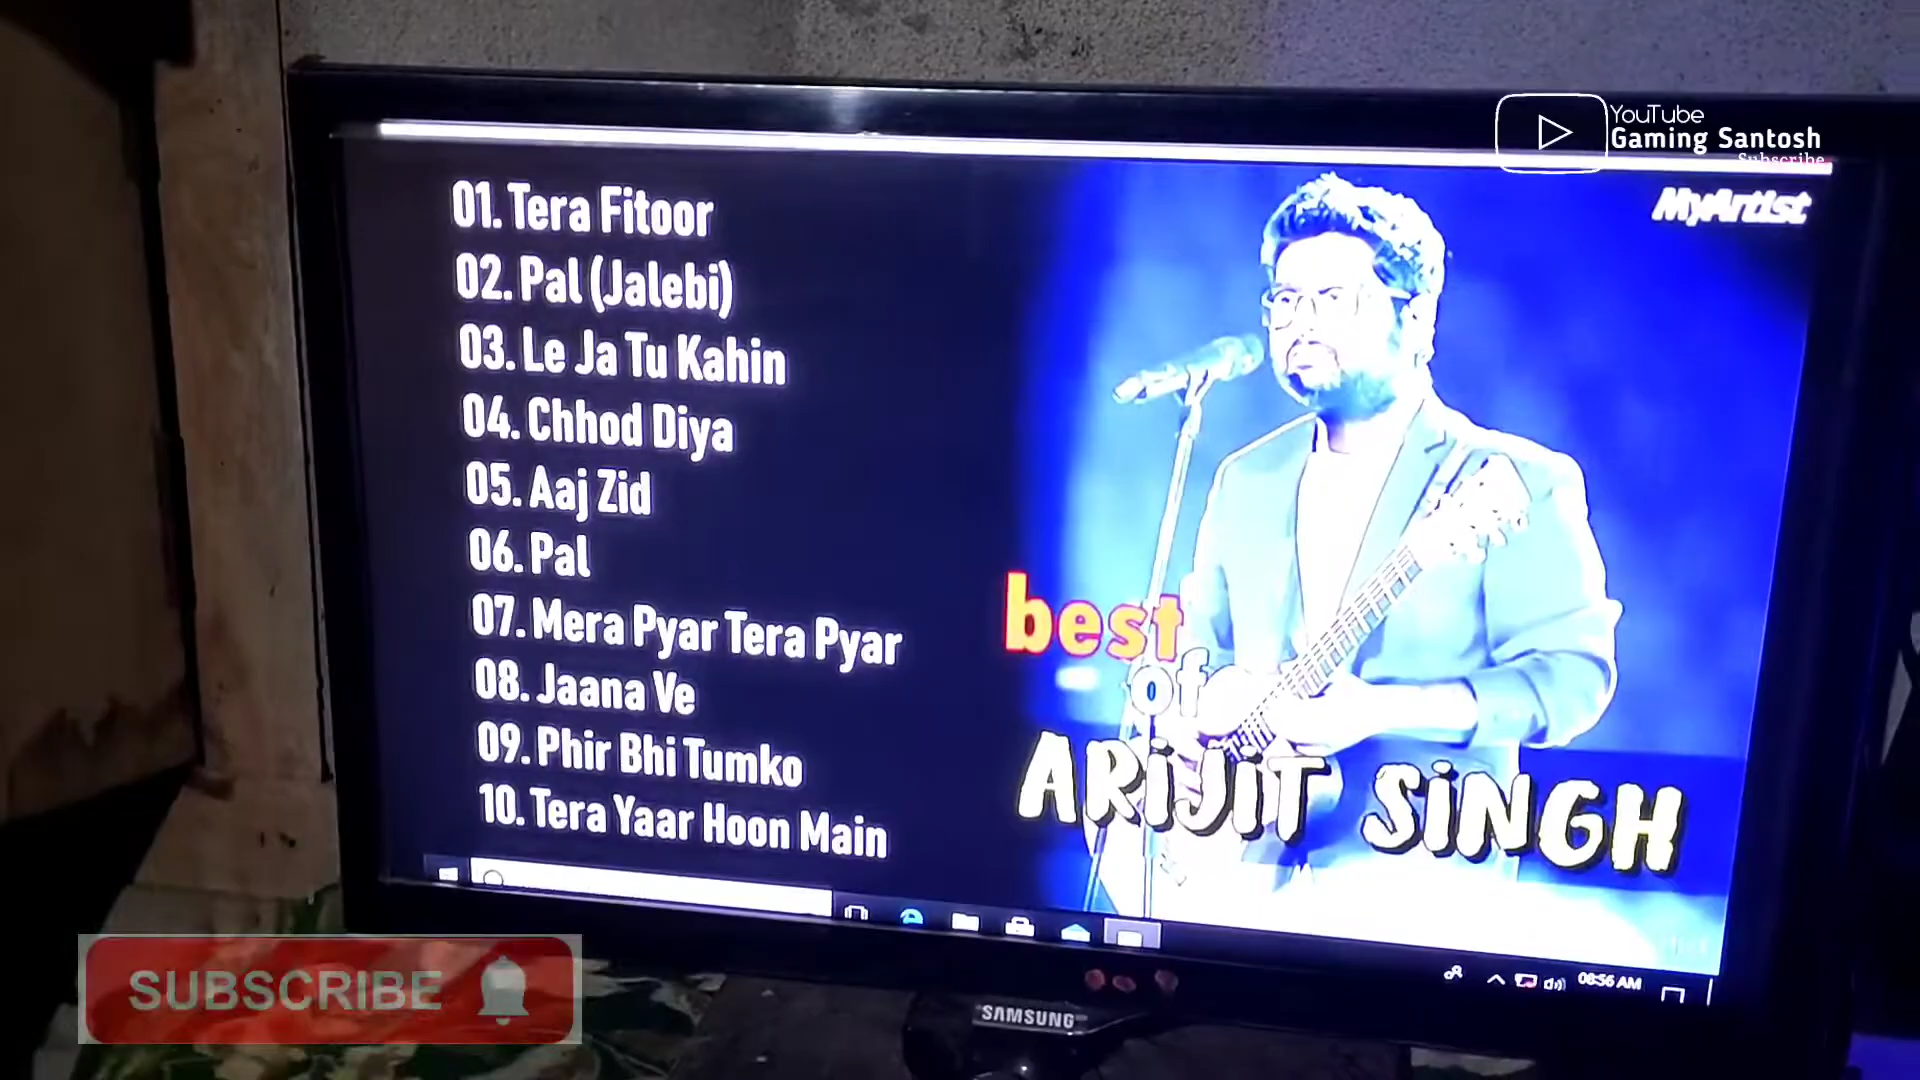 YouTube
Gaming Santosh
Subscribe
MyArtist
01. Tera Fitoor
02. Pal (Jalebi)
03. Le Ja Tu Kahin
04. Chhod Diya
05. Aaj Zid
06. Pal
07. Mera Pyar Tera Pyar
08. Jaana Ve
09. Phir Bhi Tumko
10. Tera Yaar Hoon Main
best
of
ARiJiT SiNGH
08:56 AM
SAMSUNG
SUBSCRIBE